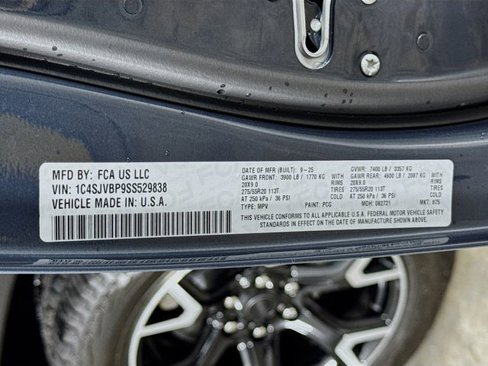 MFD BY: FCA US LLC
VIN: 1C4SJVBP9SS529838
VEHICLE MADE IN U.S.A.
DATE OF MFR (BUILT): 9-25
GAWR FRONT: 3900 LB / 1770 KG
20X9.0 RIMS
275/55R20 113T TIRES
AT 250 kPa / 36 PSI COLD
TYPE: MPV PAINT: PCG
GVWR: 7400 LB / 3357 KG
GAWR REAR: 4600 LB / 2087 KG
20X9.0 RIMS
275/55R20 113T TIRES
AT 250 kPa / 36 PSI COLD
MDH: 092721 MKT: 975
THIS VEHICLE CONFORMS TO ALL APPLICABLE U.S.A. FEDERAL MOTOR VEHICLE SAFETY
STANDARDS IN EFFECT ON THE DATE OF MANUFACTURE SHOWN ABOVE.